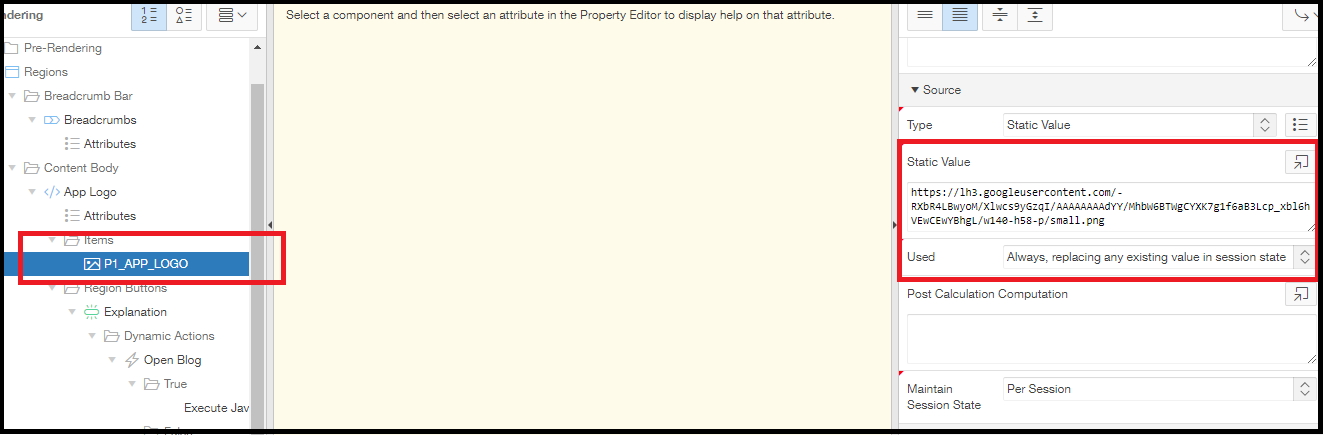 ndering
Pre-Rendering
Regions
Breadcrumb Bar
Breadcrumbs
Attributes
Content Body
App Logo
Attributes
Items
P1_APP_LOGO
Region Buttons
Explanation
Dynamic Actions
Open Blog
True
Execute Jav
Select a component and then select an attribute in the Property Editor to display help on that attribute.
Source
Type
Static Value
Static Value
https://lh3.googleusercontent.com/-
RXbR4LBwyoM/Xlwcs9yGzqI/AAAAAAAAdYY/MhbW6BTWgCYXK7g1f6aB3Lcp_xbl6h
VEwCEwYBhgL/w140-h58-p/small.png
Used
Always, replacing any existing value in session state
Post Calculation Computation
Maintain
Session State
Per Session